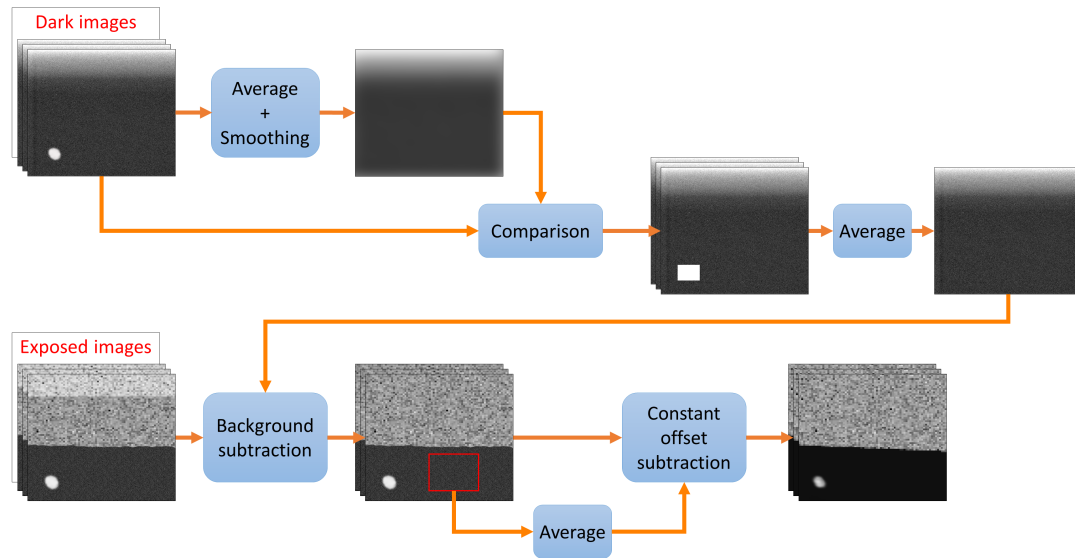 Dark images
Average
+
Smoothing
Comparison
Average
Exposed images
Background
subtraction
Constant
offset
subtraction
Average